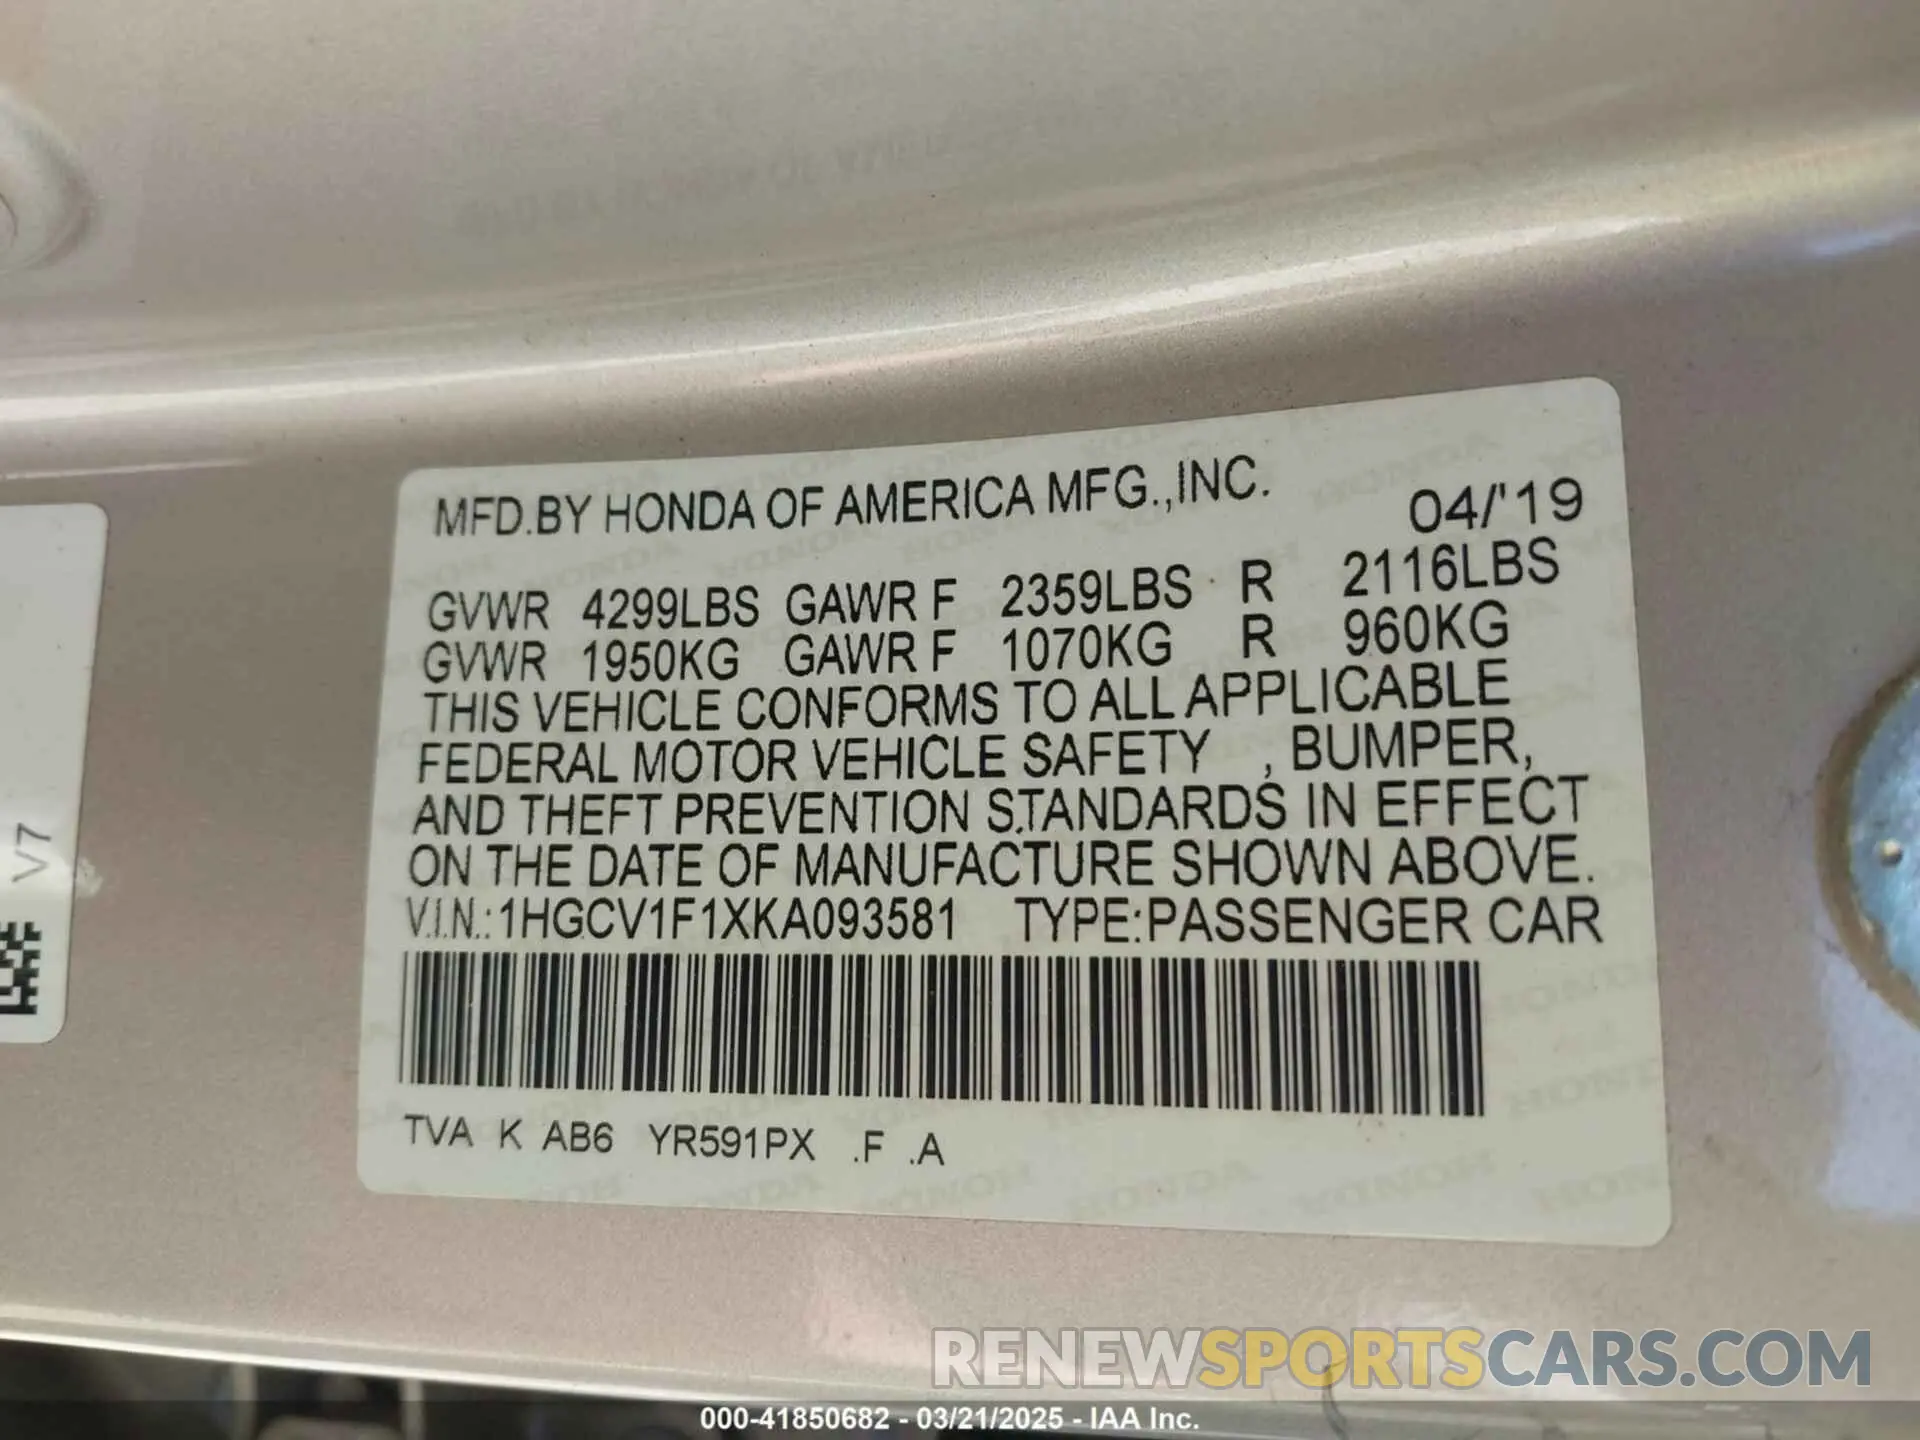 MFD.BY HONDA OF AMERICA MFG.,INC. 04/'19
GVWR 4299LBS GAWR F 2359LBS R 2116LBS
GVWR 1950KG GAWR F 1070KG R 960KG
THIS VEHICLE CONFORMS TO ALL APPLICABLE
FEDERAL MOTOR VEHICLE SAFETY , BUMPER,
AND THEFT PREVENTION STANDARDS IN EFFECT
ON THE DATE OF MANUFACTURE SHOWN ABOVE.
V.I.N.:1HGCV1F1XKA093581 TYPE:PASSENGER CAR
TVA K AB6 YR591PX .F .A
V7
RENEWSPORTSCARS.COM
000-41850682 - 03/21/2025 - IAA Inc.